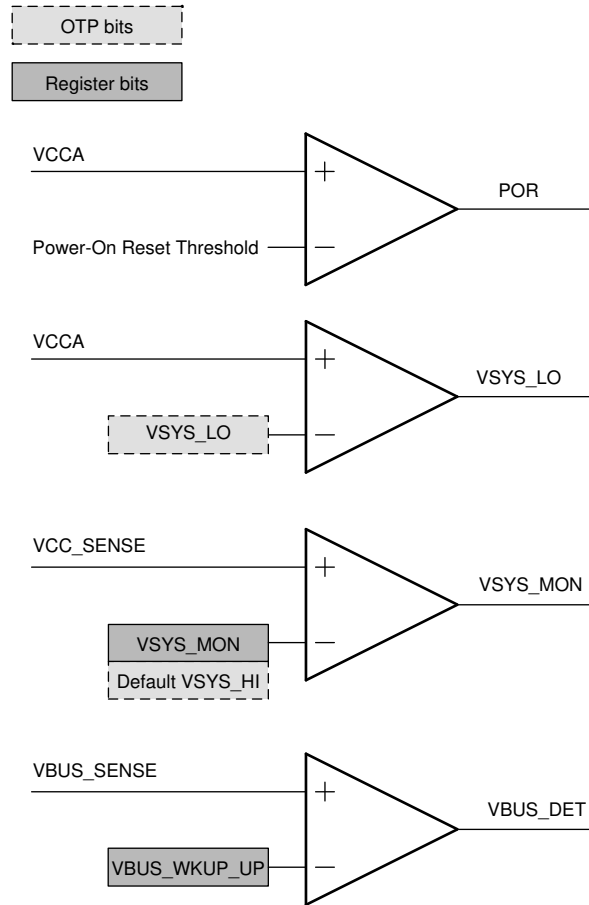 OTP bits
Register bits
VCCA
+
POR
Power-On Reset Threshold
−
VCCA
+
VSYS_LO
VSYS_LO
−
VCC_SENSE
+
VSYS_MON
VSYS_MON
−
Default VSYS_HI
VBUS_SENSE
+
VBUS_DET
VBUS_WKUP_UP
−